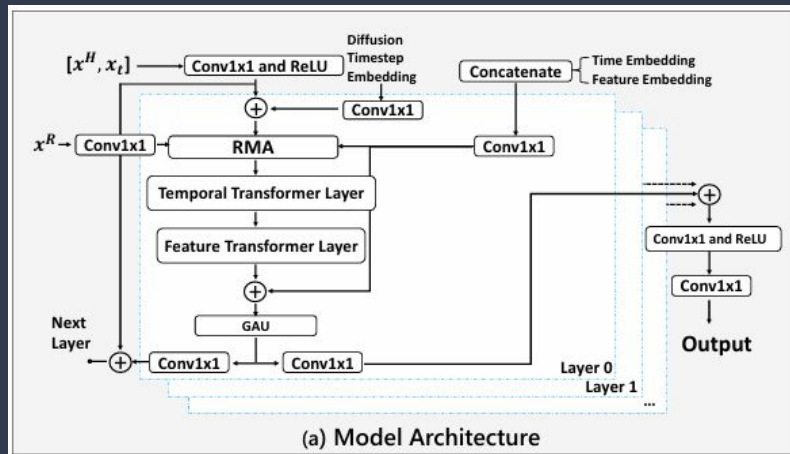 [x^H, x_t]
Conv1x1 and ReLU
Diffusion
Timestep
Embedding
Conv1x1
Concatenate
Time Embedding
Feature Embedding
x^R
Conv1x1
RMA
Conv1x1
Temporal Transformer Layer
Feature Transformer Layer
GAU
Next
Layer
Conv1x1
Conv1x1
Layer 0
Layer 1
...
Conv1x1 and ReLU
Conv1x1
Output
(a) Model Architecture